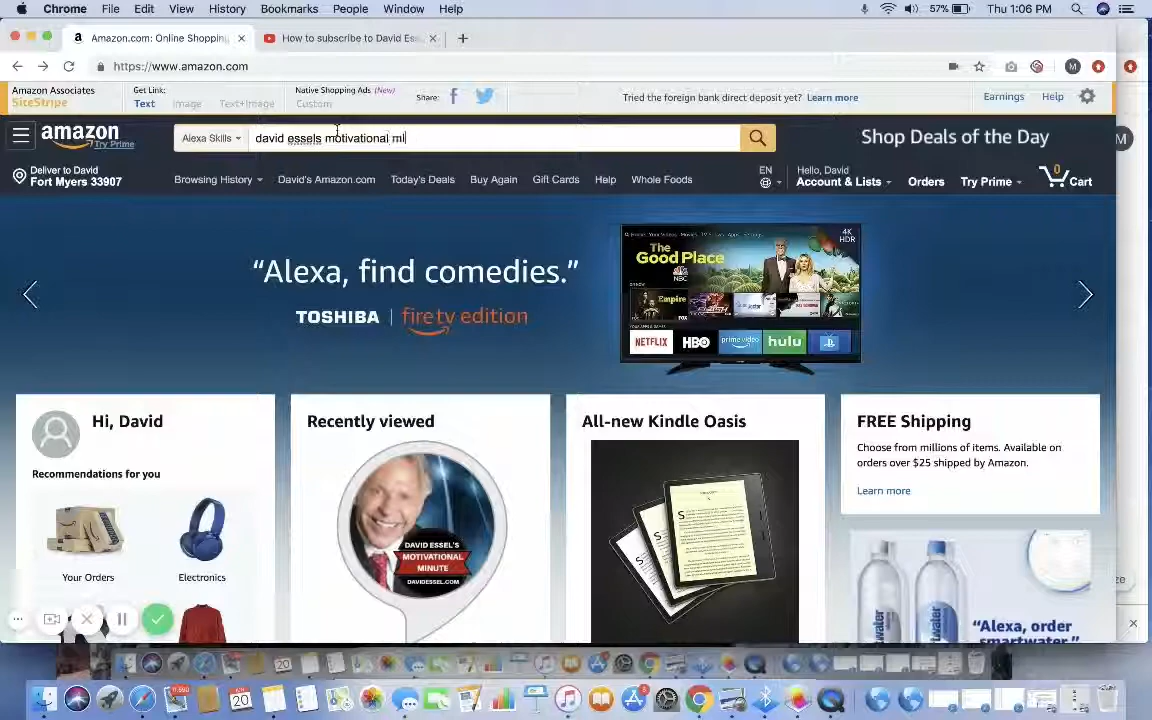 Chrome File Edit View History Bookmarks People Window Help
57% Thu 1:06 PM
Amazon.com: Online Shopping
How to subscribe to David Es
https://www.amazon.com
M
Amazon Associates
SiteStripe
Get Link:
Text Image Text+Image
Native Shopping Ads (New)
Custom
Share:
Tried the foreign bank direct deposit yet? Learn more
Earnings Help
amazon
Try Prime
Alexa Skills
david essels motivational mi
Shop Deals of the Day
M
Deliver to David
Fort Myers 33907
Browsing History David's Amazon.com Today's Deals Buy Again Gift Cards Help Whole Foods
EN
Hello, David
Account & Lists
Orders
Try Prime
0
Cart
"Alexa, find comedies."
TOSHIBA fire tv edition
4K
HDR
The
Good Place
NBC
Empire
NETFLIX HBO prime video hulu
Hi, David
Recommendations for you
Your Orders
Electronics
Recently viewed
DAVID ESSEL'S
MOTIVATIONAL
MINUTE
DAVIDESSEL.COM
All-new Kindle Oasis
FREE Shipping
Choose from millions of items. Available on
orders over $25 shipped by Amazon.
Learn more
"Alexa, order
smartwater."
20
20